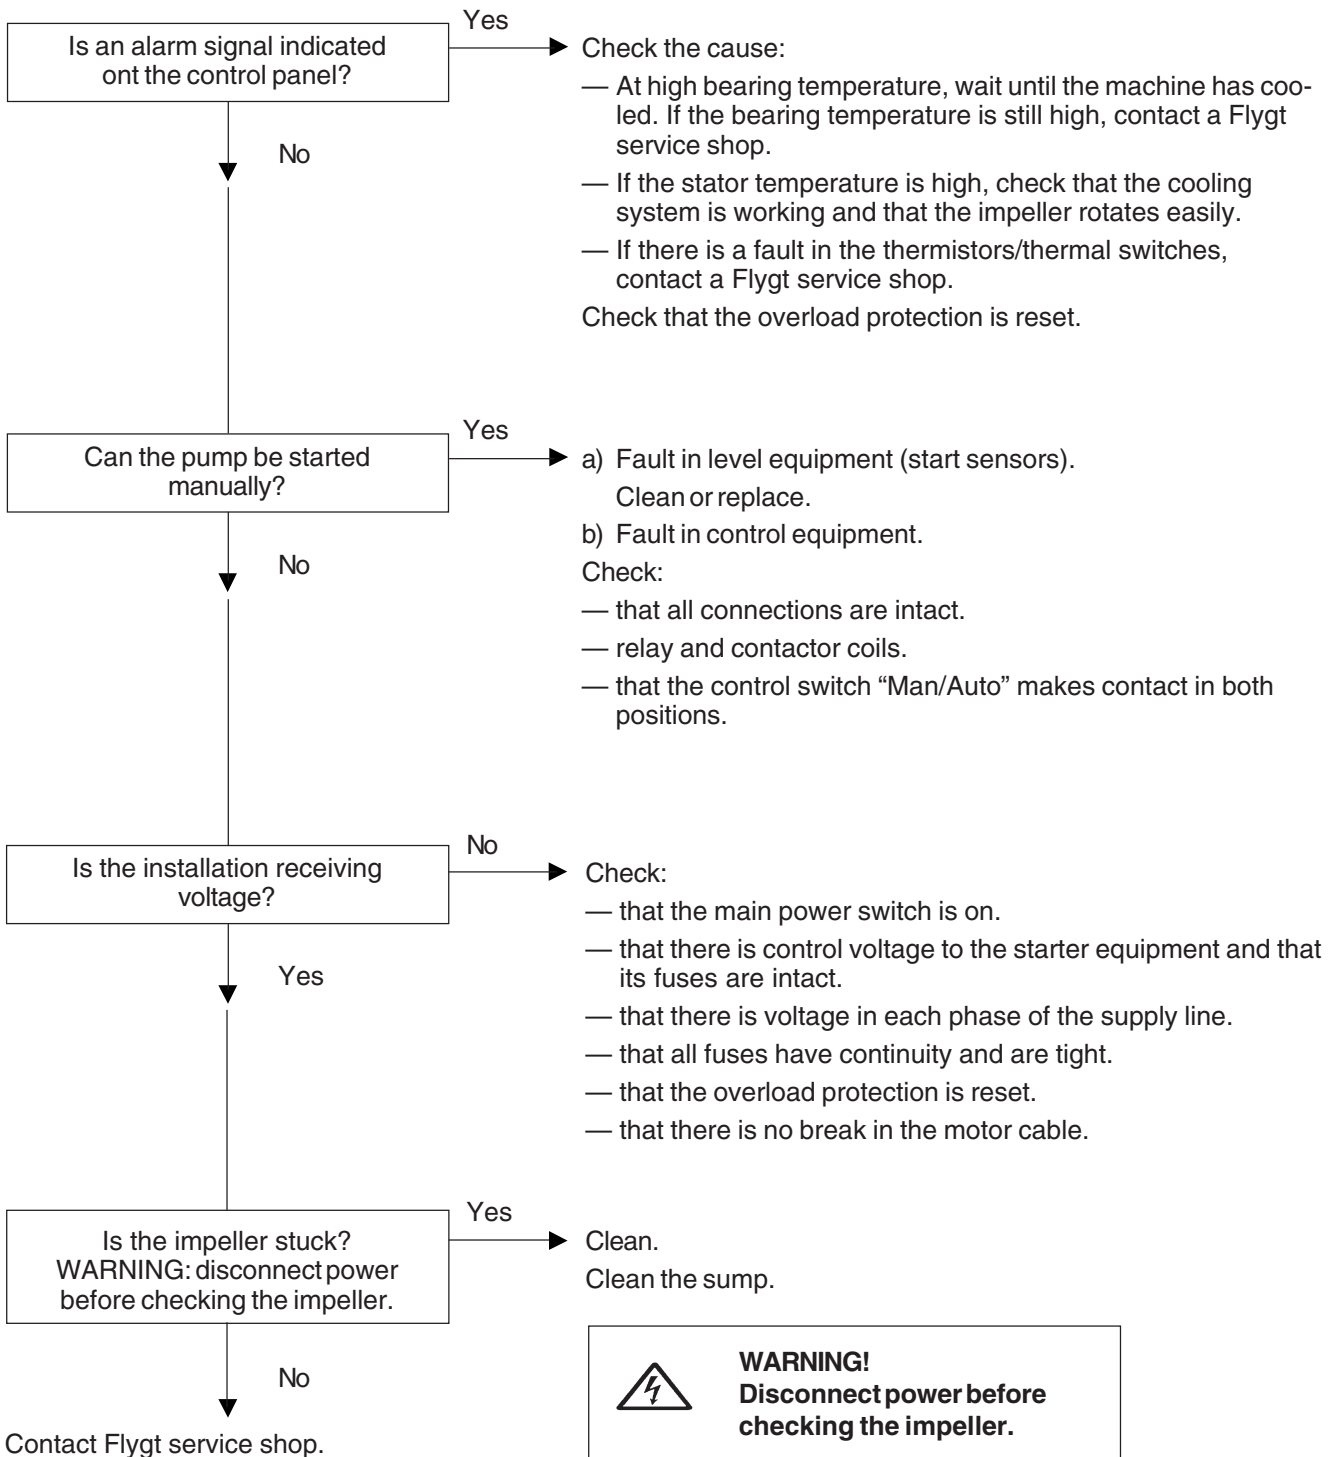 Is an alarm signal indicated
ont the control panel?
Yes
Check the cause:
— At high bearing temperature, wait until the machine has coo-
led. If the bearing temperature is still high, contact a Flygt
service shop.
— If the stator temperature is high, check that the cooling
system is working and that the impeller rotates easily.
— If there is a fault in the thermistors/thermal switches,
contact a Flygt service shop.
Check that the overload protection is reset.
No
Can the pump be started
manually?
Yes
a) Fault in level equipment (start sensors).
Clean or replace.
b) Fault in control equipment.
Check:
— that all connections are intact.
— relay and contactor coils.
— that the control switch “Man/Auto” makes contact in both
positions.
No
Is the installation receiving
voltage?
No
Check:
— that the main power switch is on.
— that there is control voltage to the starter equipment and that
its fuses are intact.
— that there is voltage in each phase of the supply line.
— that all fuses have continuity and are tight.
— that the overload protection is reset.
— that there is no break in the motor cable.
Yes
Is the impeller stuck?
WARNING: disconnect power
before checking the impeller.
Yes
Clean.
Clean the sump.
No
WARNING!
Disconnect power before
checking the impeller.
Contact Flygt service shop.